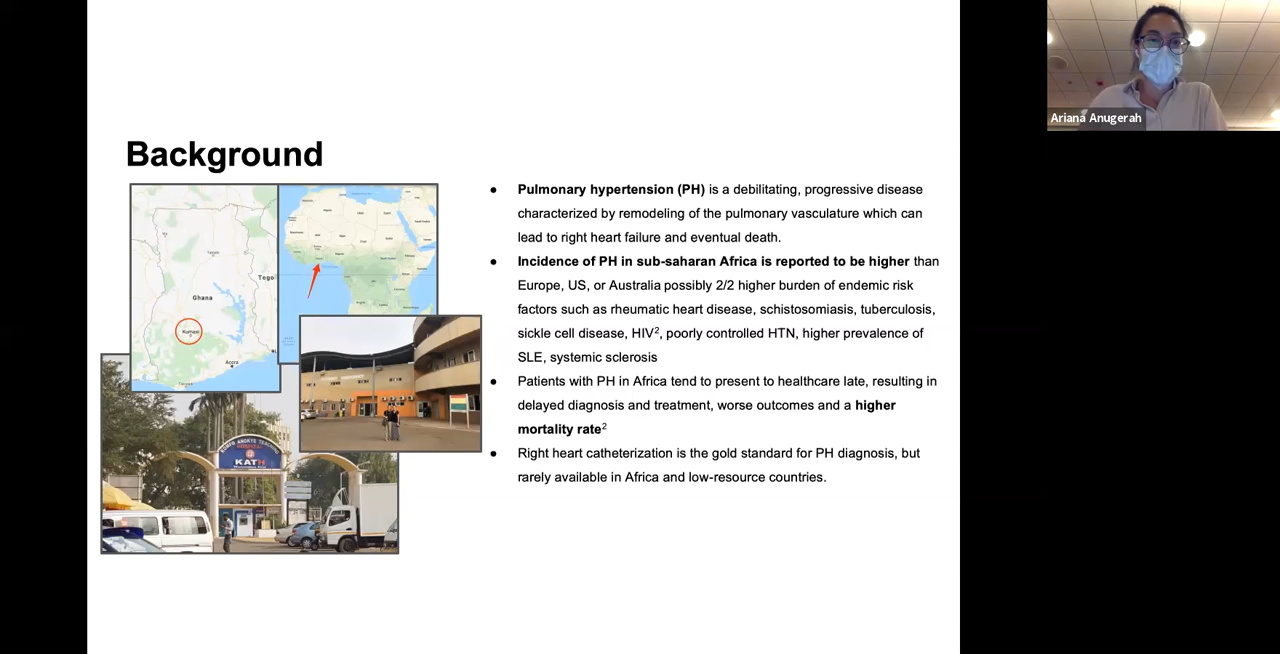 Ariana Anugerah
Background
Togo
Ghana
Kumasi
Accra
KATH
● Pulmonary hypertension (PH) is a debilitating, progressive disease
characterized by remodeling of the pulmonary vasculature which can
lead to right heart failure and eventual death.
● Incidence of PH in sub-saharan Africa is reported to be higher than
Europe, US, or Australia possibly 2/2 higher burden of endemic risk
factors such as rheumatic heart disease, schistosomiasis, tuberculosis,
sickle cell disease, HIV², poorly controlled HTN, higher prevalence of
SLE, systemic sclerosis
● Patients with PH in Africa tend to present to healthcare late, resulting in
delayed diagnosis and treatment, worse outcomes and a higher
mortality rate²
● Right heart catheterization is the gold standard for PH diagnosis, but
rarely available in Africa and low-resource countries.